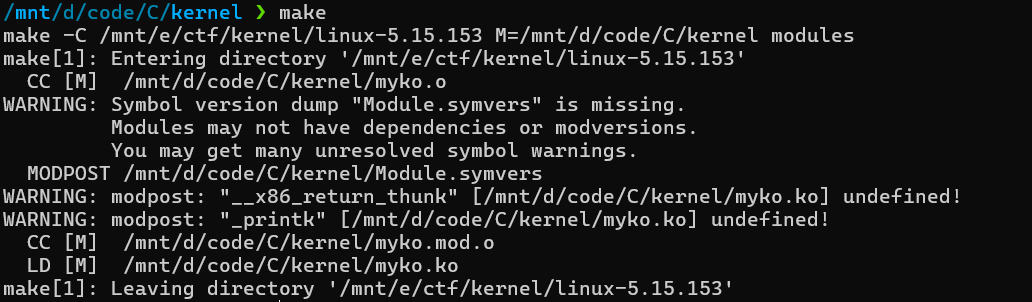 /mnt/d/code/C/kernel ❯ make
make -C /mnt/e/ctf/kernel/linux-5.15.153 M=/mnt/d/code/C/kernel modules
make[1]: Entering directory '/mnt/e/ctf/kernel/linux-5.15.153'
  CC [M]  /mnt/d/code/C/kernel/myko.o
WARNING: Symbol version dump "Module.symvers" is missing.
         Modules may not have dependencies or modversions.
         You may get many unresolved symbol warnings.
  MODPOST /mnt/d/code/C/kernel/Module.symvers
WARNING: modpost: "__x86_return_thunk" [/mnt/d/code/C/kernel/myko.ko] undefined!
WARNING: modpost: "_printk" [/mnt/d/code/C/kernel/myko.ko] undefined!
  CC [M]  /mnt/d/code/C/kernel/myko.mod.o
  LD [M]  /mnt/d/code/C/kernel/myko.ko
make[1]: Leaving directory '/mnt/e/ctf/kernel/linux-5.15.153'